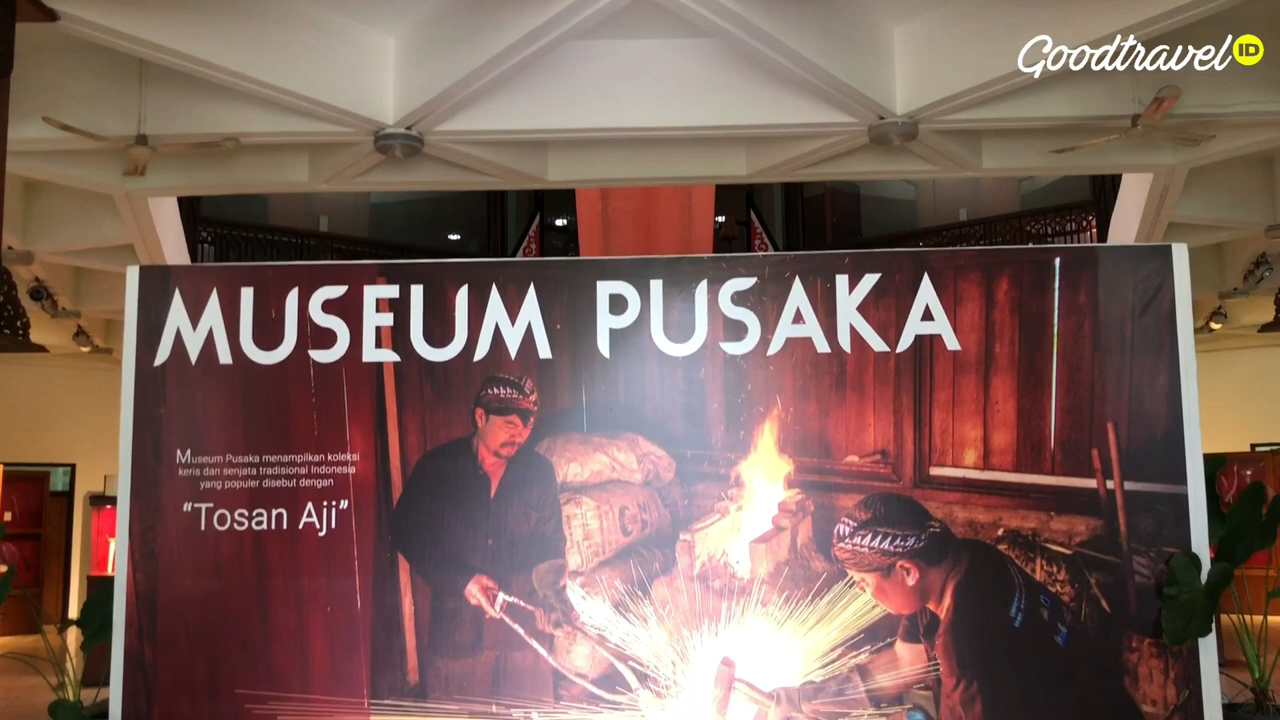 Goodtravel ID
MUSEUM PUSAKA
Museum Pusaka menampilkan koleksi
keris dan senjata tradisional Indonesia
yang populer disebut dengan
“Tosan Aji”